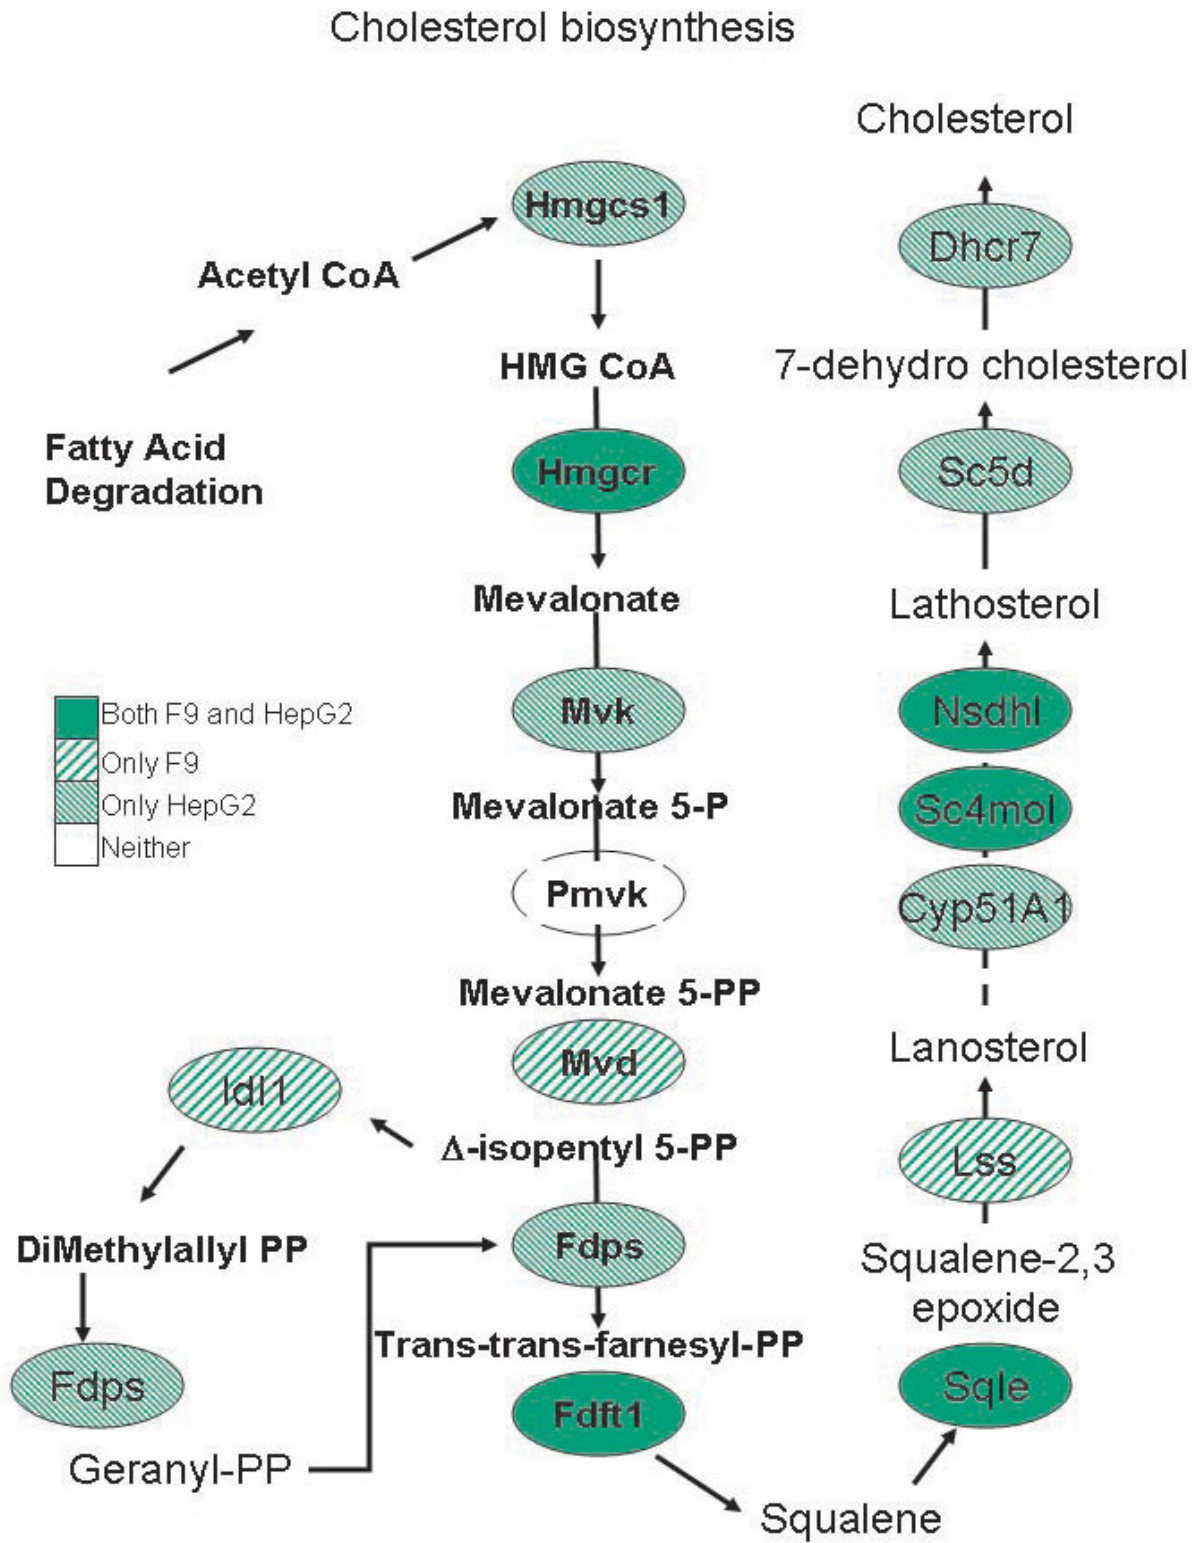 Cholesterol biosynthesis
Cholesterol
Hmgcs1
Dhcr7
Acetyl CoA
HMG CoA
7-dehydro cholesterol
Fatty Acid
Degradation
Hmgcr
Sc5d
Mevalonate
Lathosterol
Mvk
Nsdhl
Both F9 and HepG2
Only F9
Only HepG2
Neither
Mevalonate 5-P
Sc4mol
Pmvk
Cyp51A1
Mevalonate 5-PP
Lanosterol
Mvd
Idl1
Δ-isopentyl 5-PP
Lss
DiMethylallyl PP
Fdps
Squalene-2,3
epoxide
Trans-trans-farnesyl-PP
Fdps
Fdft1
Sqle
Geranyl-PP
Squalene